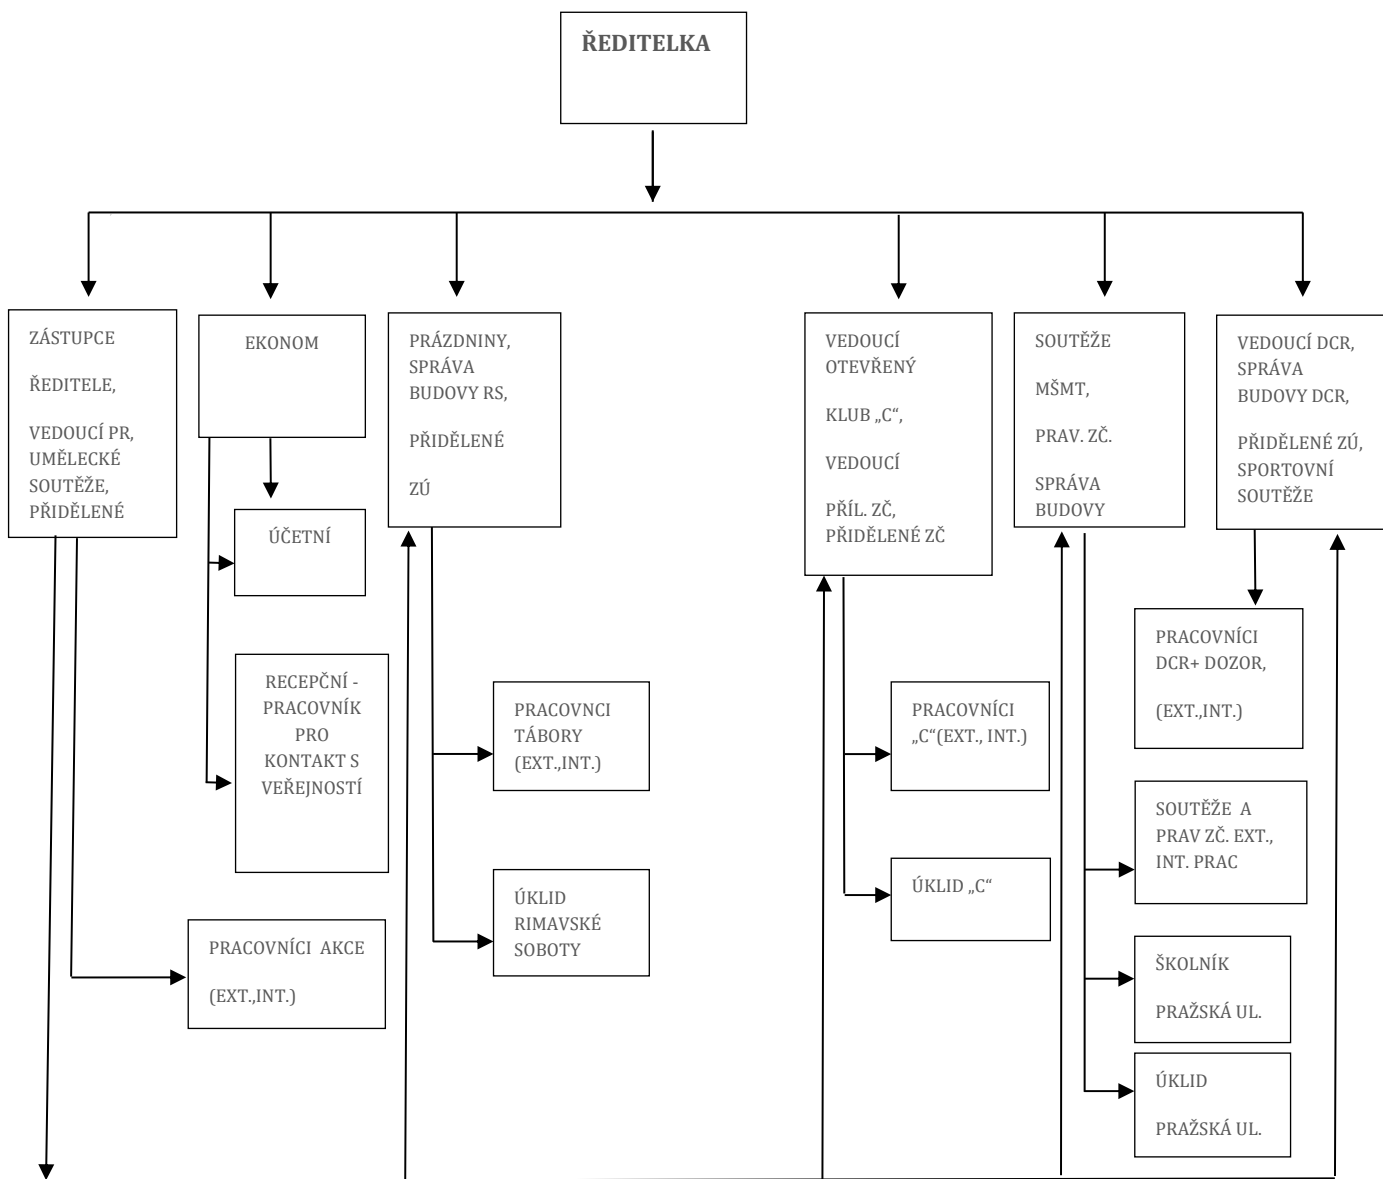 ŘEDITELKA
ZÁSTUPCE
ŘEDITELE,
VEDOUCÍ PR,
UMĚLECKÉ
SOUTĚŽE,
PŘIDĚLENÉ
EKONOM
PRÁZDNINY,
SPRÁVA
BUDOVY RS,
PŘIDĚLENÉ
ZÚ
VEDOUCÍ
OTEVŘENÝ
KLUB „C“,
VEDOUCÍ
PŘÍL. ZČ,
PŘIDĚLENÉ ZČ
SOUTĚŽE
MŠMT,
PRAV. ZČ.
SPRÁVA
BUDOVY
VEDOUCÍ DCR,
SPRÁVA
BUDOVY DCR,
PŘIDĚLENÉ ZÚ,
SPORTOVNÍ
SOUTĚŽE
ÚČETNÍ
RECEPČNÍ -
PRACOVNÍK
PRO
KONTAKT S
VEŘEJNOSTÍ
PRACOVNCI
TÁBORY
(EXT.,INT.)
ÚKLID
RIMAVSKÉ
SOBOTY
PRACOVNÍCI AKCE
(EXT.,INT.)
PRACOVNÍCI
„C“(EXT., INT.)
ÚKLID „C“
PRACOVNÍCI
DCR+ DOZOR,
(EXT.,INT.)
SOUTĚŽE A
PRAV ZČ. EXT.,
INT. PRAC
ŠKOLNÍK
PRAŽSKÁ UL.
ÚKLID
PRAŽSKÁ UL.